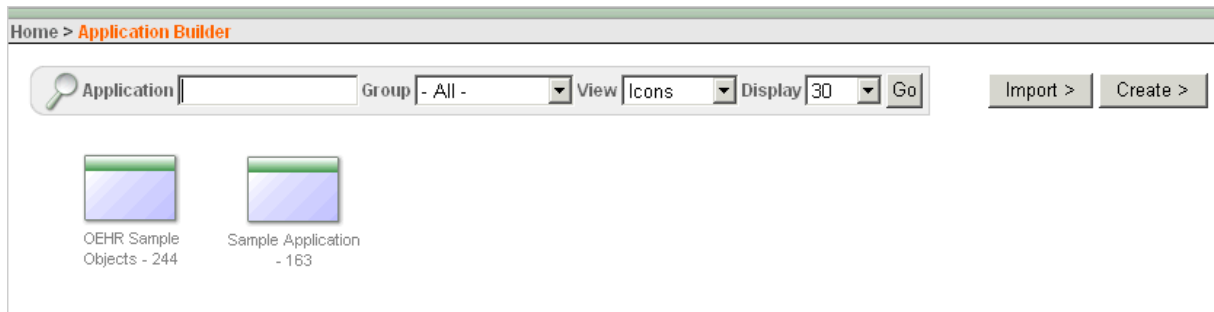 Home > Application Builder
Application Group - All - View Icons Display 30 Go Import > Create >
OEHR Sample
Objects - 244
Sample Application
- 163